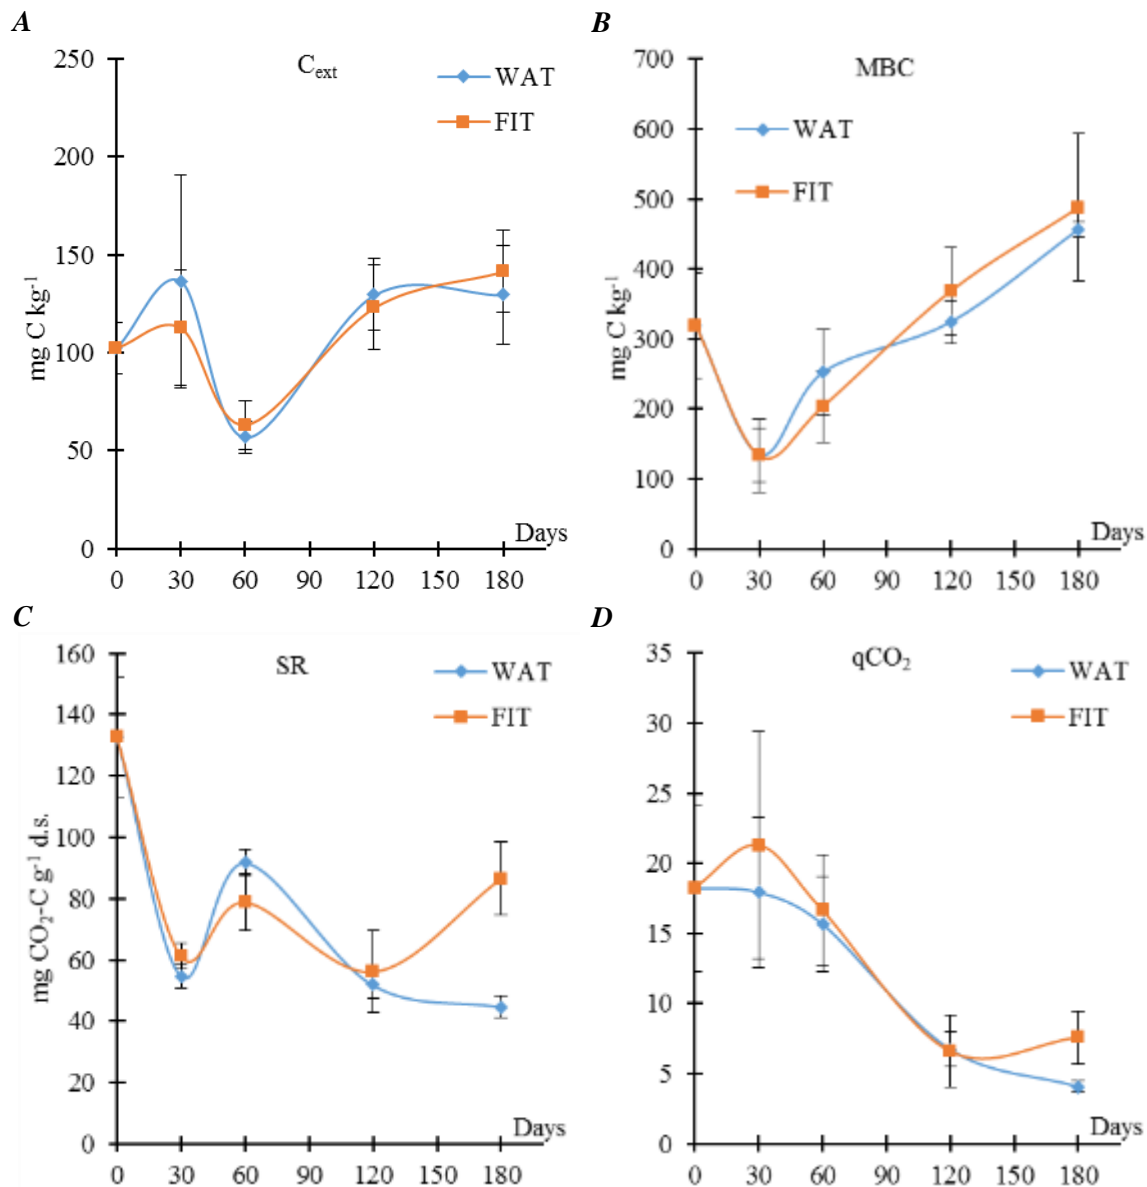 A
C_ext
WAT
FIT
250
200
150
100
50
0
mg C kg⁻¹
Days
0 30 60 90 120 150 180
B
MBC
WAT
FIT
700
600
500
400
300
200
100
0
mg C kg⁻¹
Days
0 30 60 90 120 150 180
C
SR
WAT
FIT
160
140
120
100
80
60
40
20
0
mg CO₂-C g⁻¹ d.s.
Days
0 30 60 90 120 150 180
D
qCO₂
WAT
FIT
35
30
25
20
15
10
5
0
Days
0 30 60 90 120 150 180